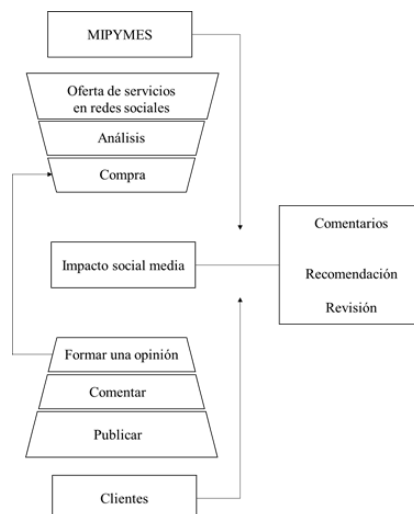 MIPYMES
Oferta de servicios
en redes sociales
Análisis
Compra
Impacto social media
Comentarios
Recomendación
Revisión
Formar una opinión
Comentar
Publicar
Clientes